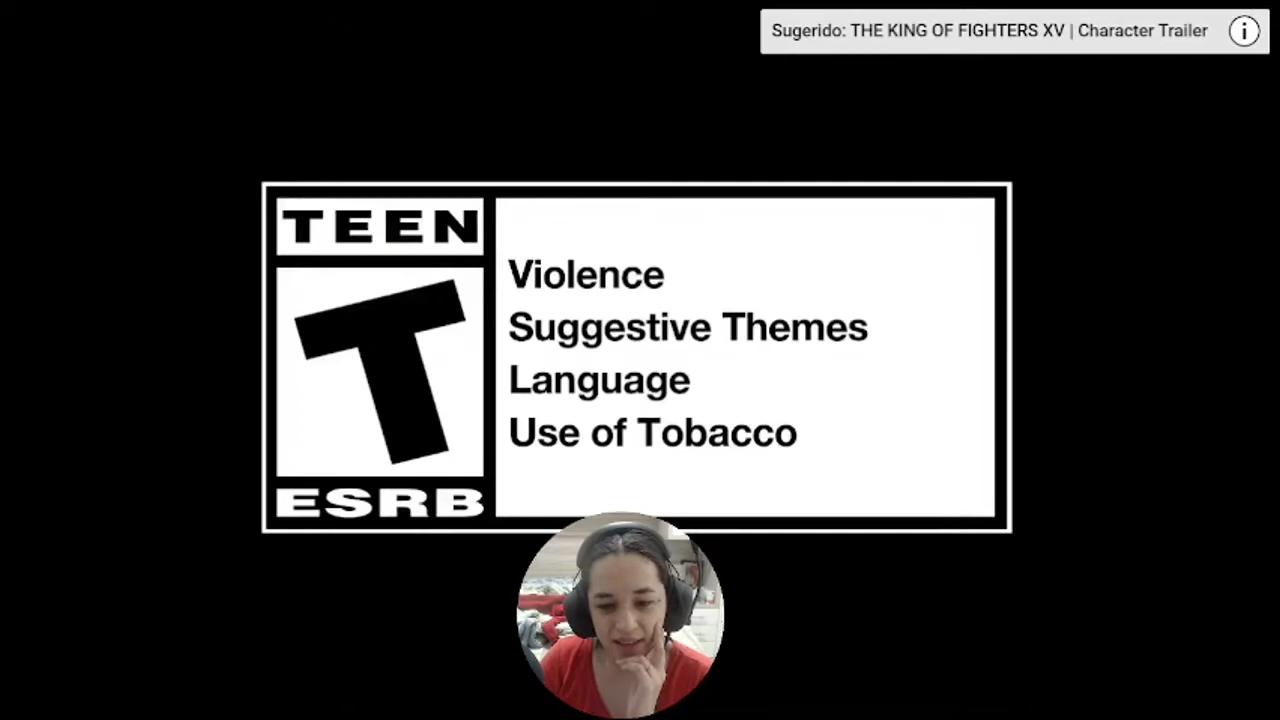 Sugerido: THE KING OF FIGHTERS XV | Character Trailer
TEEN
T
ESRB
Violence
Suggestive Themes
Language
Use of Tobacco